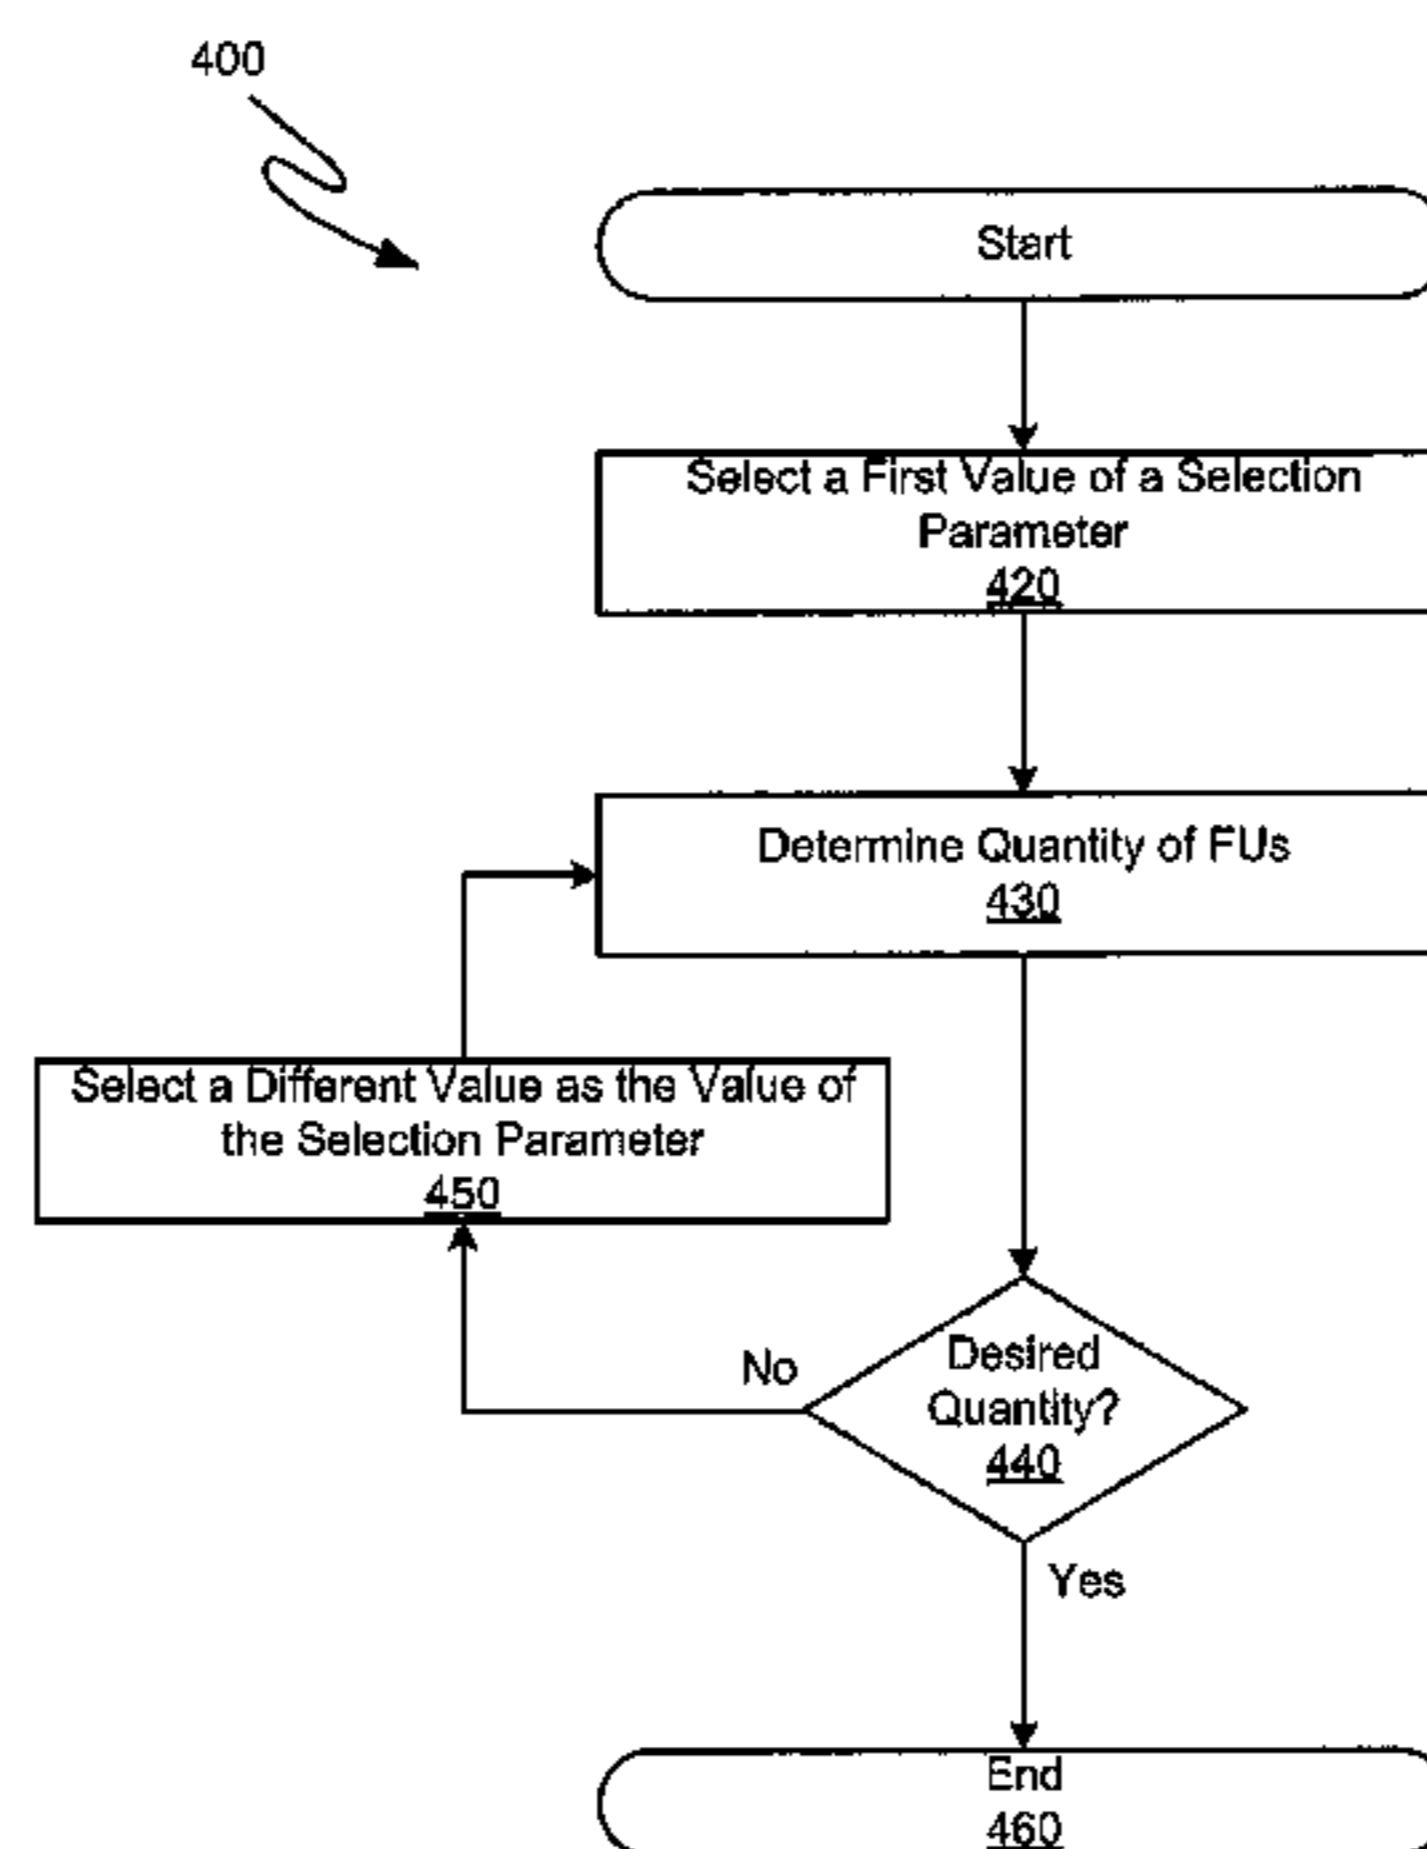 400
Start
Select a First Value of a Selection
Parameter
420
Determine Quantity of FUs
430
Select a Different Value as the Value of
the Selection Parameter
450
Desired
Quantity?
440
No
Yes
End
460